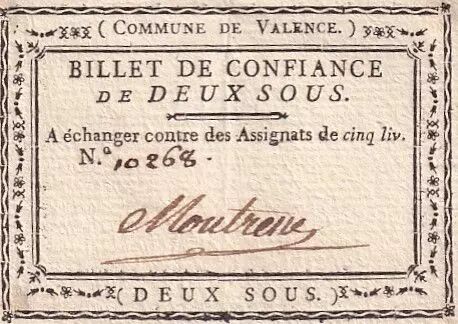 ( COMMUNE DE VALENCE. )
BILLET DE CONFIANCE
DE DEUX SOUS.
A échanger contre des Assignats de cinq liv.
N.º 10268.
Moutrene
( DEUX SOUS. )